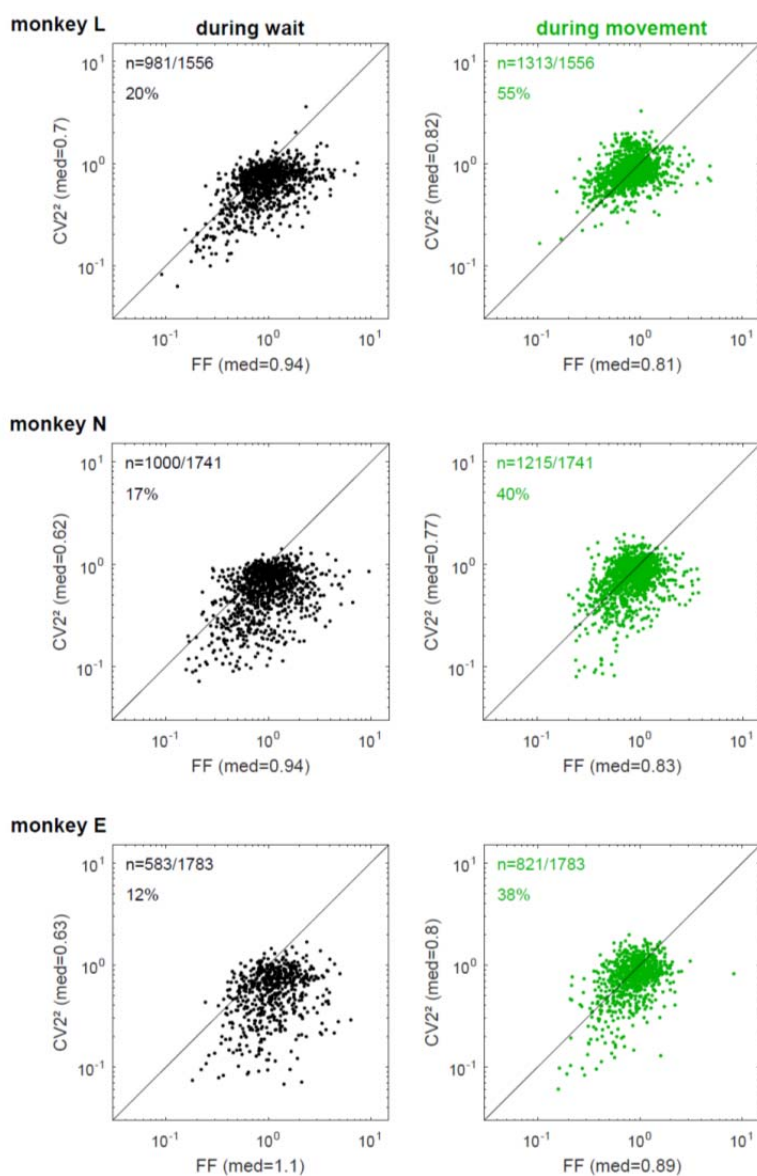 monkey L
during wait
during movement
n=981/1556
20%
10¹
10⁰
10⁻¹
CV2² (med=0.7)
10⁻¹
10⁰
10¹
FF (med=0.94)
n=1313/1556
55%
10¹
10⁰
10⁻¹
CV2² (med=0.82)
10⁻¹
10⁰
10¹
FF (med=0.81)
monkey N
n=1000/1741
17%
10¹
10⁰
10⁻¹
CV2² (med=0.62)
10⁻¹
10⁰
10¹
FF (med=0.94)
n=1215/1741
40%
10¹
10⁰
10⁻¹
CV2² (med=0.77)
10⁻¹
10⁰
10¹
FF (med=0.83)
monkey E
n=583/1783
12%
10¹
10⁰
10⁻¹
CV2² (med=0.63)
10⁻¹
10⁰
10¹
FF (med=1.1)
n=821/1783
38%
10¹
10⁰
10⁻¹
CV2² (med=0.8)
10⁻¹
10⁰
10¹
FF (med=0.89)